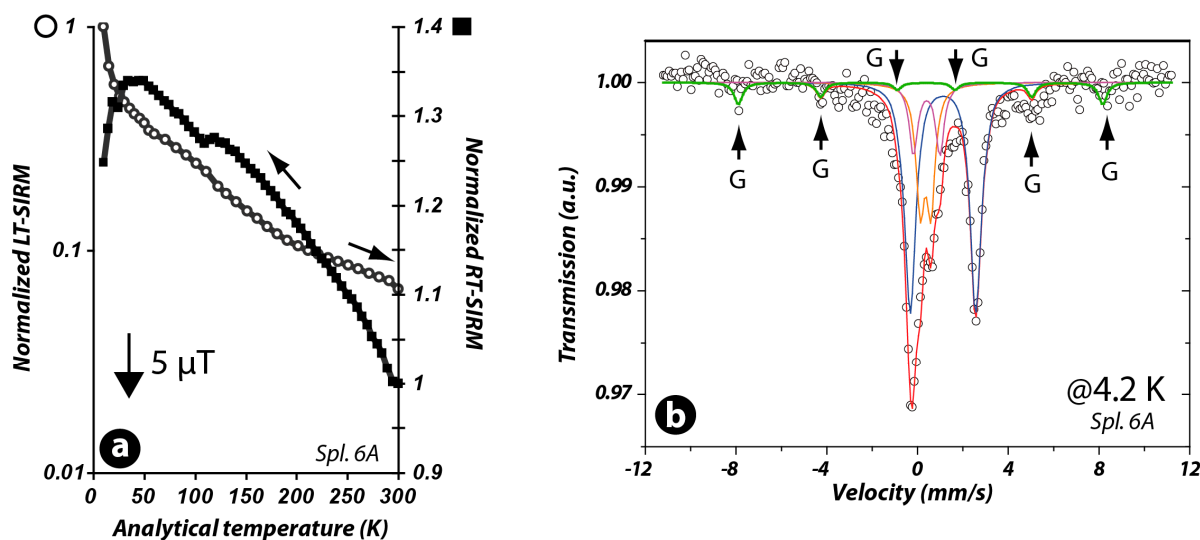 1
1.4
1.3
1.2
1.1
1
0.9
0.1
0.01
Normalized LT-SIRM
Normalized RT-SIRM
5 µT
a
Spl. 6A
0 50 100 150 200 250 300
Analytical temperature (K)
G G
G G G G
1.00
0.99
0.98
0.97
Transmission (a.u.)
@4.2 K
Spl. 6A
b
-12 -8 -4 0 4 8 12
Velocity (mm/s)